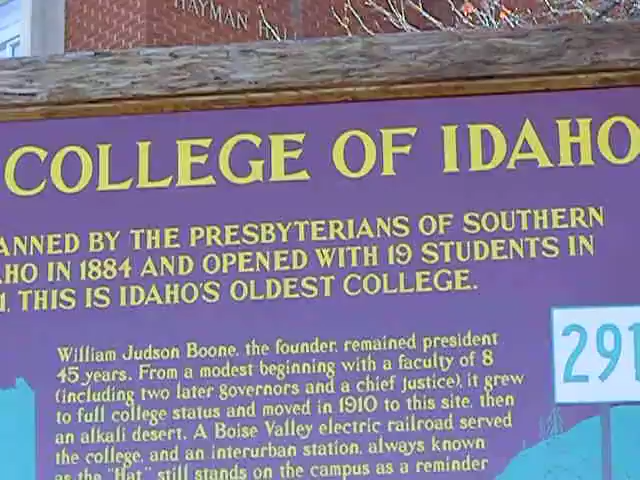 HAYMAN H
COLLEGE OF IDAHO
ANNED BY THE PRESBYTERIANS OF SOUTHERN
AHO IN 1884 AND OPENED WITH 19 STUDENTS IN
1. THIS IS IDAHO'S OLDEST COLLEGE.
William Judson Boone, the founder, remained president
45 years. From a modest beginning with a faculty of 8
(including two later governors and a chief justice), it grew
to full college status and moved in 1910 to this site, then
an alkali desert. A Boise Valley electric railroad served
the college, and an interurban station, always known
as the "Hat" still stands on the campus as a reminder
291